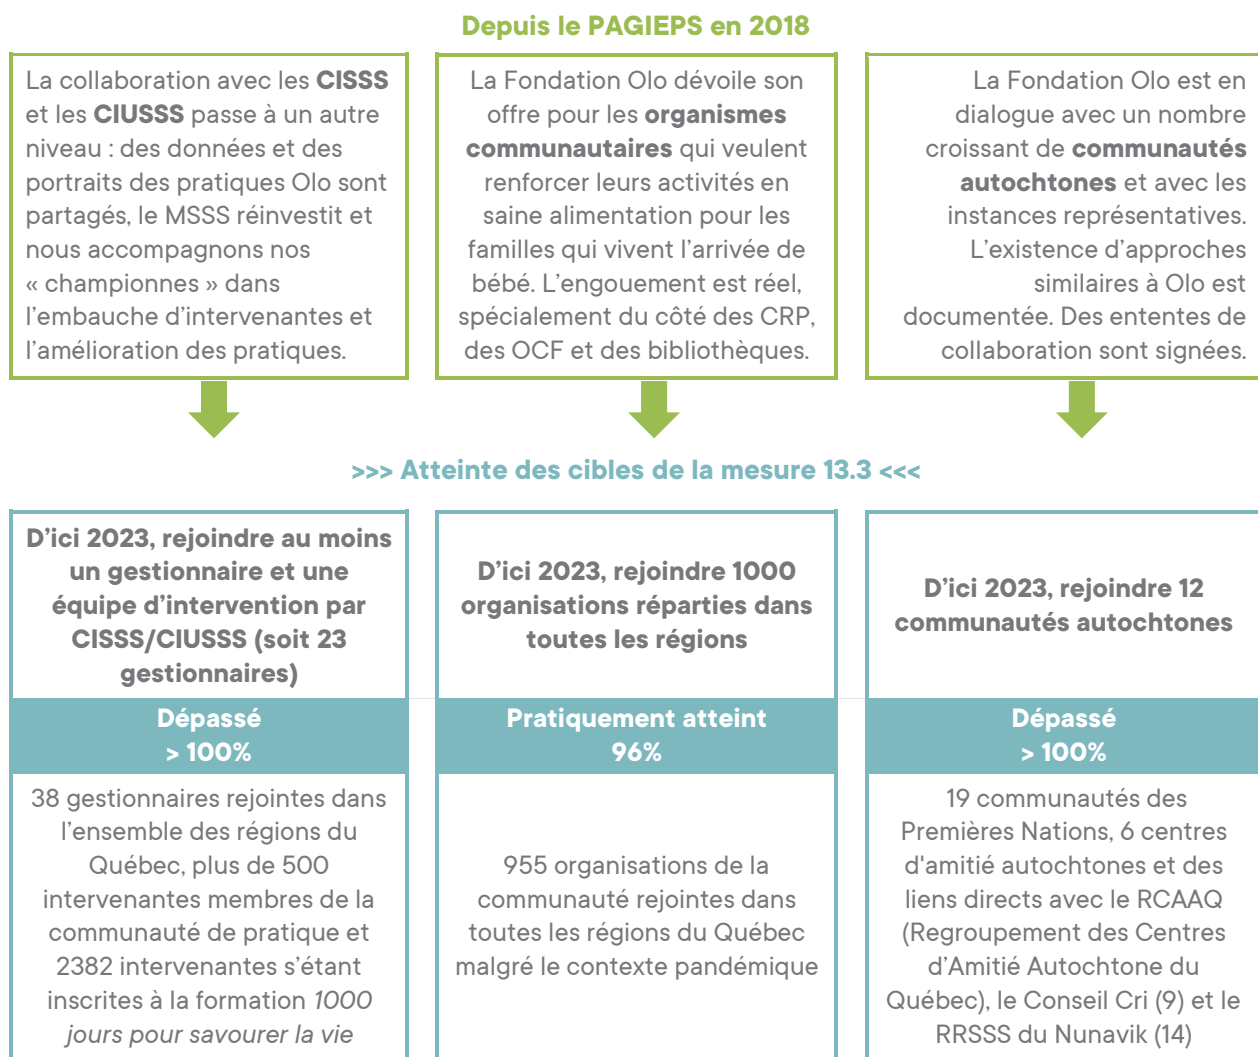 Depuis le PAGIEPS en 2018
La collaboration avec les CISSS
et les CIUSSS passe à un autre
niveau : des données et des
portraits des pratiques Olo sont
partagés, le MSSS réinvestit et
nous accompagnons nos
« championnes » dans
l’embauche d’intervenantes et
l’amélioration des pratiques.
La Fondation Olo dévoile son
offre pour les organismes
communautaires qui veulent
renforcer leurs activités en
saine alimentation pour les
familles qui vivent l’arrivée de
bébé. L’engouement est réel,
spécialement du côté des CRP,
des OCF et des bibliothèques.
La Fondation Olo est en
dialogue avec un nombre
croissant de communautés
autochtones et avec les
instances représentatives.
L’existence d’approches
similaires à Olo est
documentée. Des ententes de
collaboration sont signées.
>>> Atteinte des cibles de la mesure 13.3 <<<
D’ici 2023, rejoindre au moins
un gestionnaire et une
équipe d’intervention par
CISSS/CIUSSS (soit 23
gestionnaires)
Dépassé
> 100%
38 gestionnaires rejointes dans
l’ensemble des régions du
Québec, plus de 500
intervenantes membres de la
communauté de pratique et
2382 intervenantes s’étant
inscrites à la formation 1000
jours pour savourer la vie
D’ici 2023, rejoindre 1000
organisations réparties dans
toutes les régions
Pratiquement atteint
96%
955 organisations de la
communauté rejointes dans
toutes les régions du Québec
malgré le contexte pandémique
D’ici 2023, rejoindre 12
communautés autochtones
Dépassé
> 100%
19 communautés des
Premières Nations, 6 centres
d'amitié autochtones et des
liens directs avec le RCAAQ
(Regroupement des Centres
d’Amitié Autochtone du
Québec), le Conseil Cri (9) et le
RRSSS du Nunavik (14)